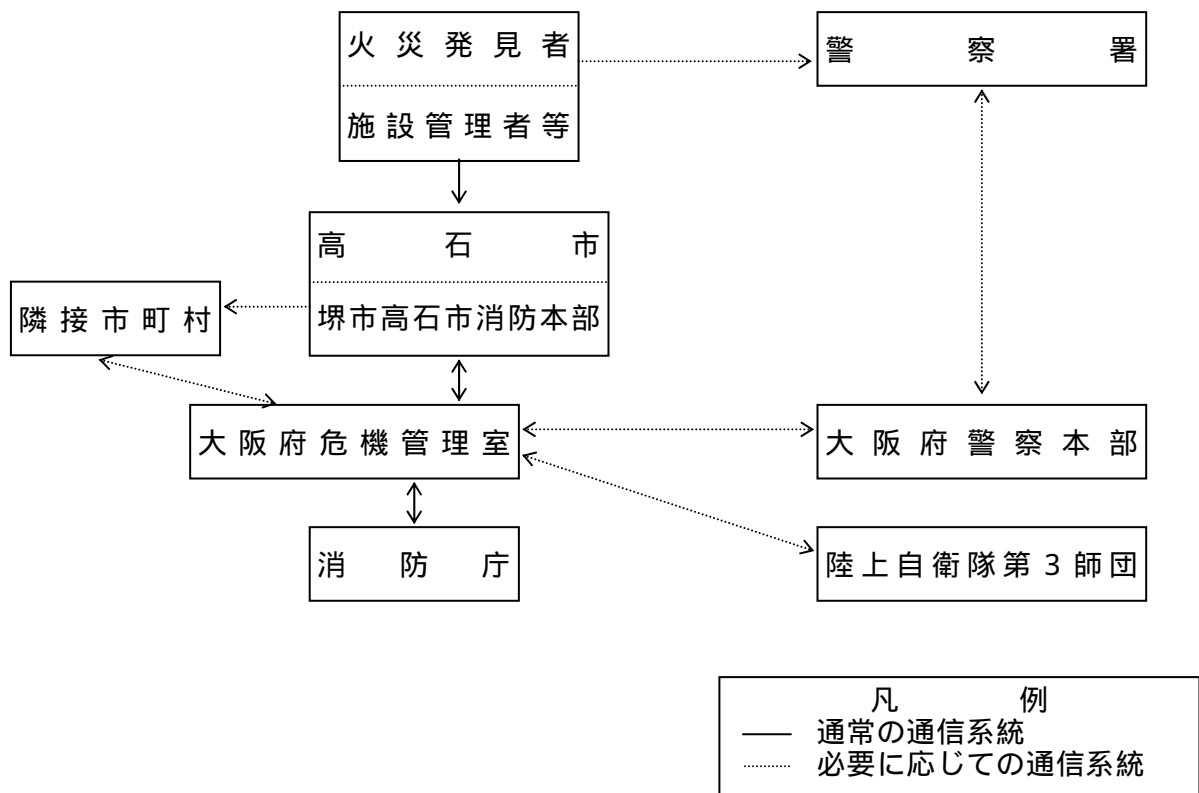 火災発見者
警察署
施設管理者等
高石市
隣接市町村
堺市高石市消防本部
大阪府危機管理室
大阪府警察本部
消防庁
陸上自衛隊第3師団
凡例
通常の通信系統
必要に応じての通信系統